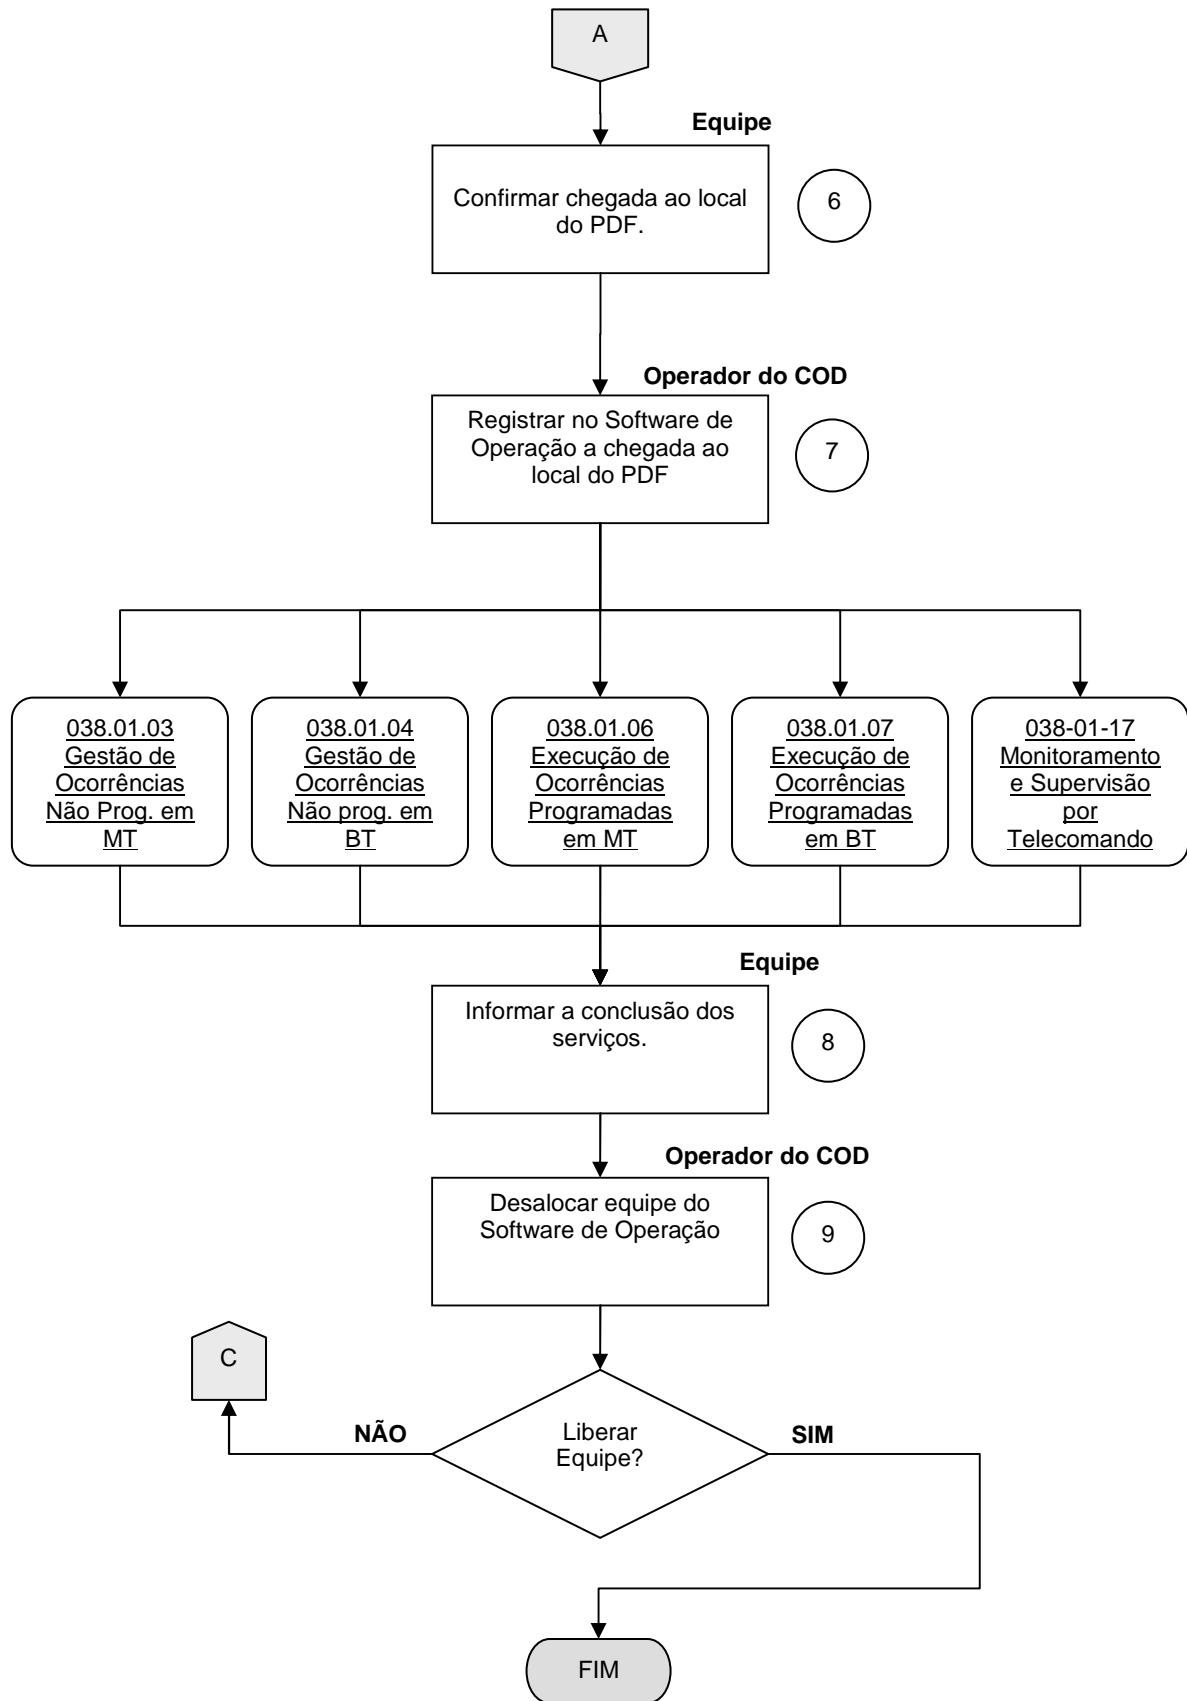 A
Equipe
Confirmar chegada ao local
do PDF.
6
Operador do COD
Registrar no Software de
Operação a chegada ao
local do PDF
7
038.01.03
Gestão de
Ocorrências
Não Prog. em
MT
038.01.04
Gestão de
Ocorrências
Não prog. em
BT
038.01.06
Execução de
Ocorrências
Programadas
em MT
038.01.07
Execução de
Ocorrências
Programadas
em BT
038-01-17
Monitoramento
e Supervisão
por
Telecomando
Equipe
Informar a conclusão dos
serviços.
8
Operador do COD
Desalocar equipe do
Software de Operação
9
C
NÃO
Liberar
Equipe?
SIM
FIM